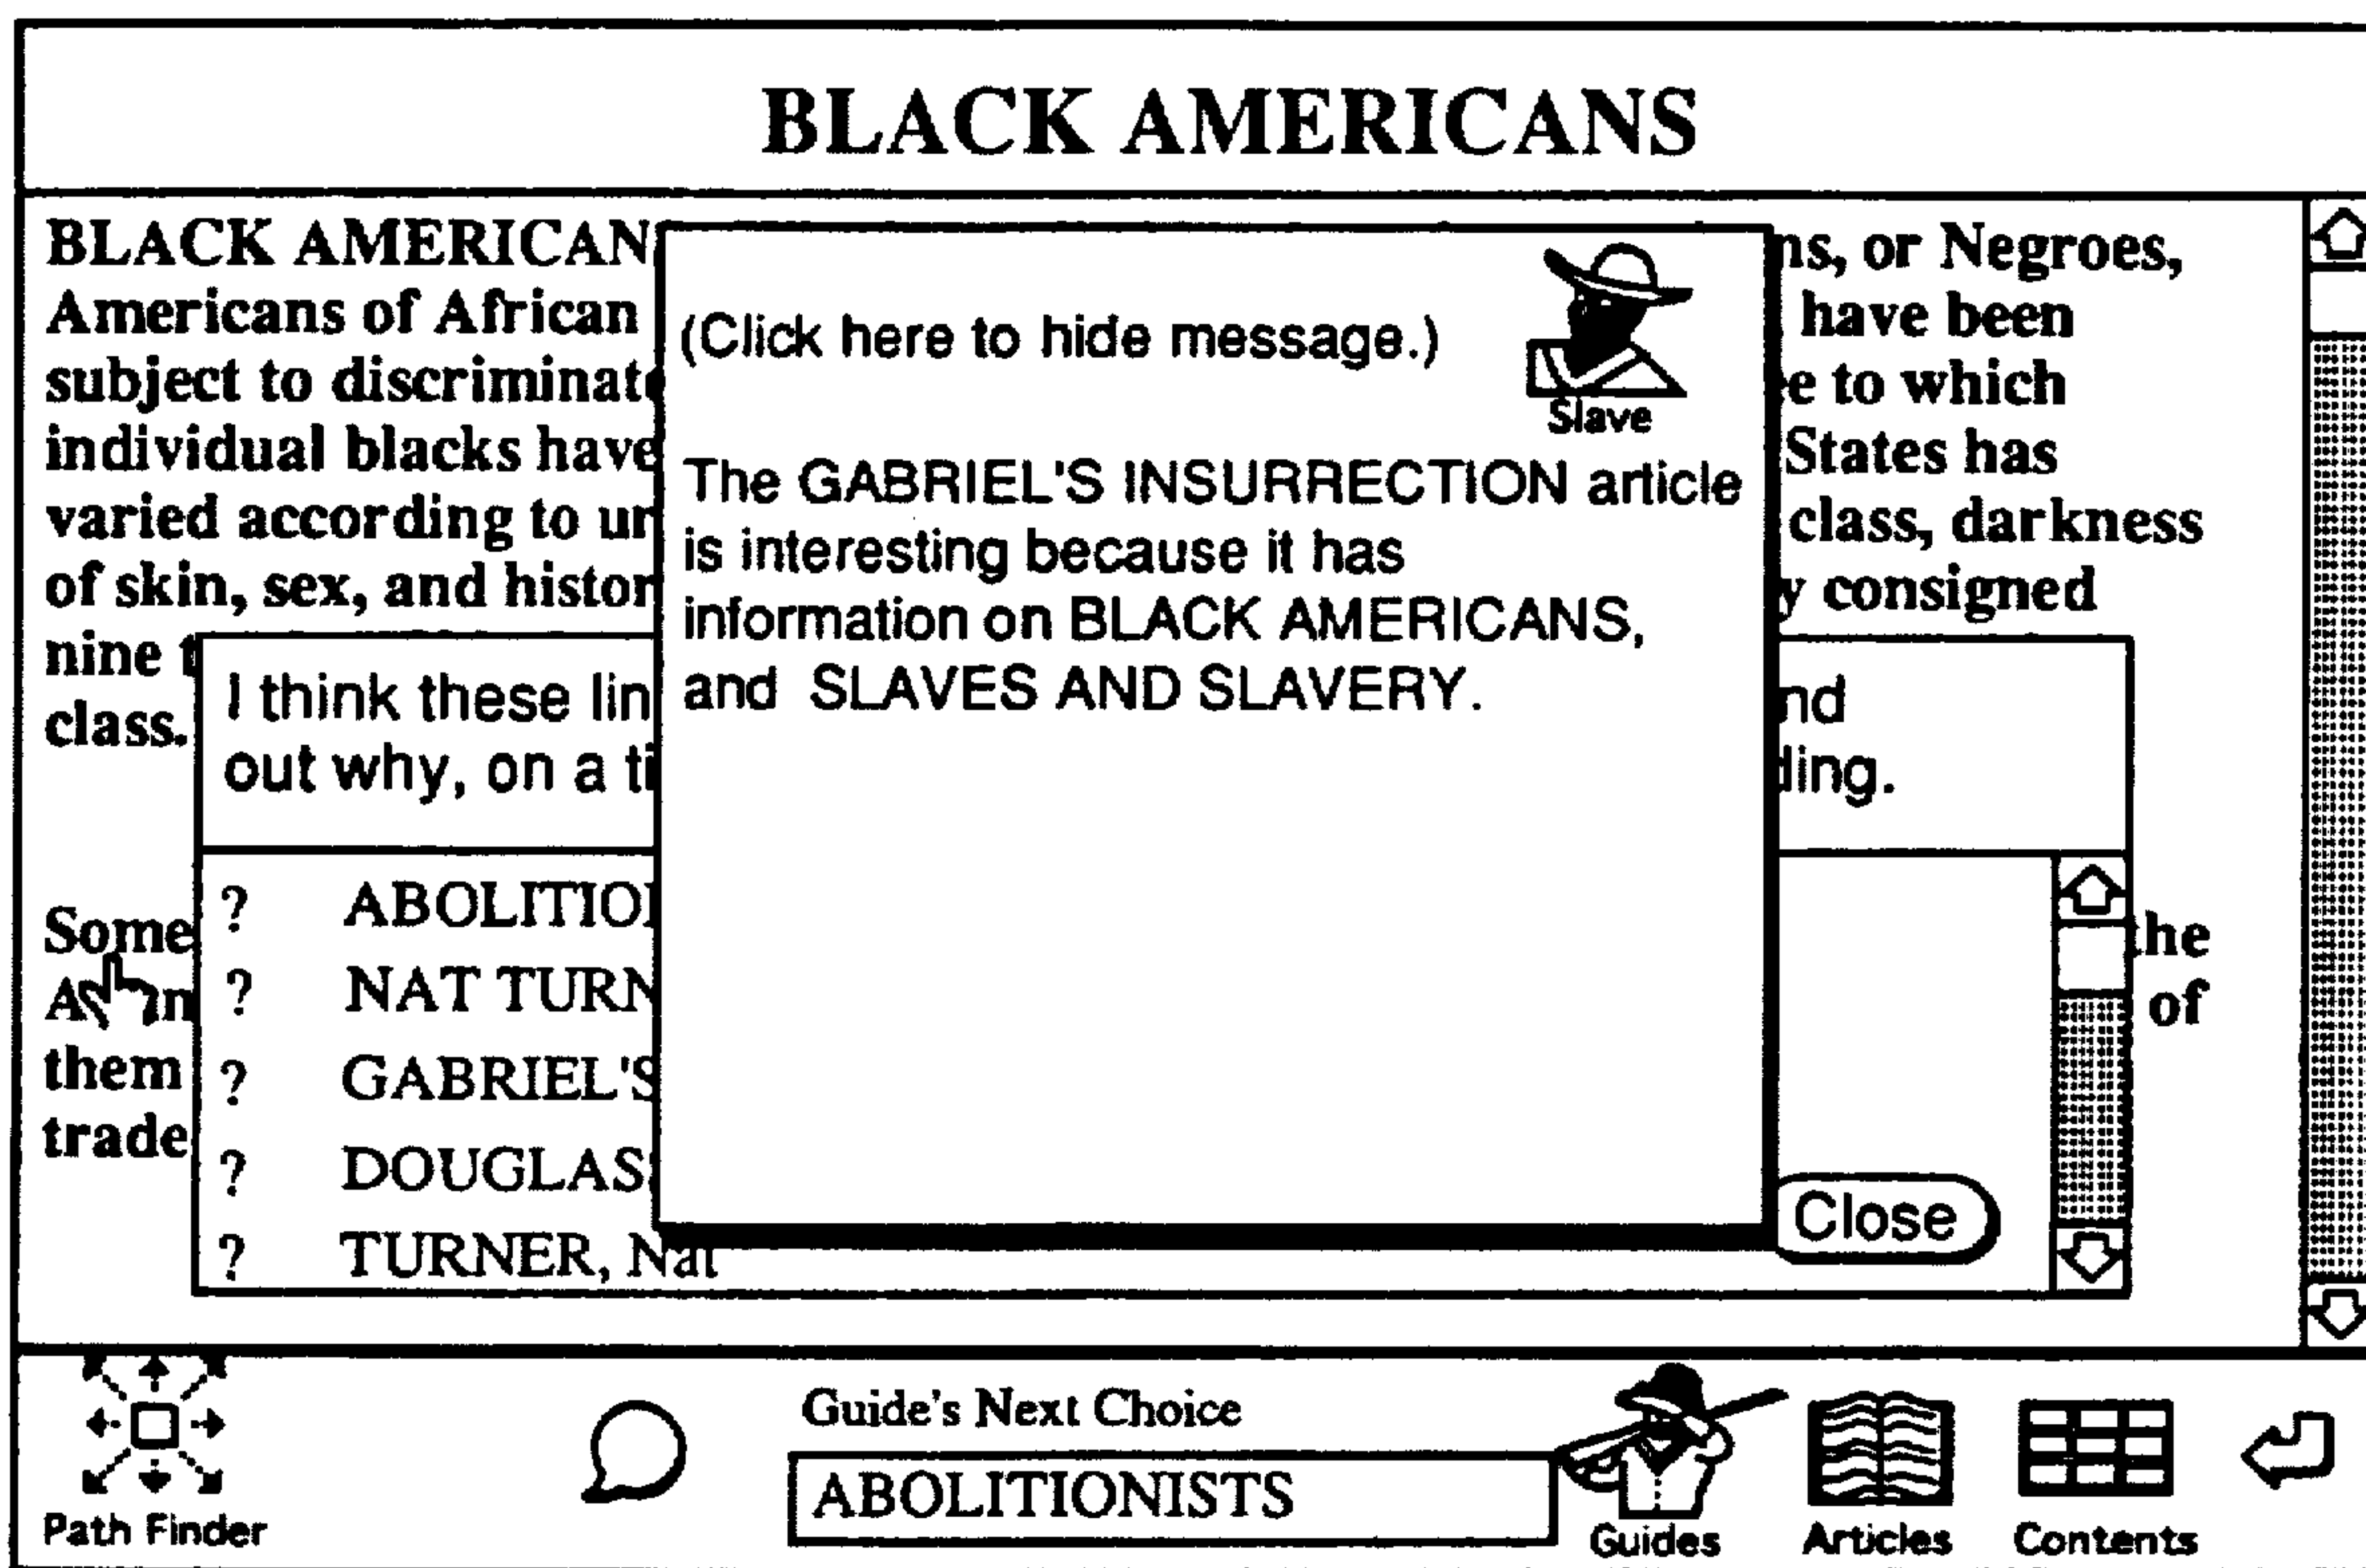 BLACK AMERICANS
BLACK AMERICAN ns, or Negroes,
Americans of African have been
subject to discriminat e to which
individual blacks have States has
varied according to un class, darkness
of skin, sex, and histor y consigned
nine t
class.
Some he
of
them
trade
I think these lin nd
out why, on a ti ding.
? ABOLITION
? NAT TURN
? GABRIEL'S
? DOUGLAS
? TURNER, Nat
Close
(Click here to hide message.)
Slave
The GABRIEL'S INSURRECTION article
is interesting because it has
information on BLACK AMERICANS,
and SLAVES AND SLAVERY.
Path Finder
Guide's Next Choice
ABOLITIONISTS
Guides
Articles
Contents